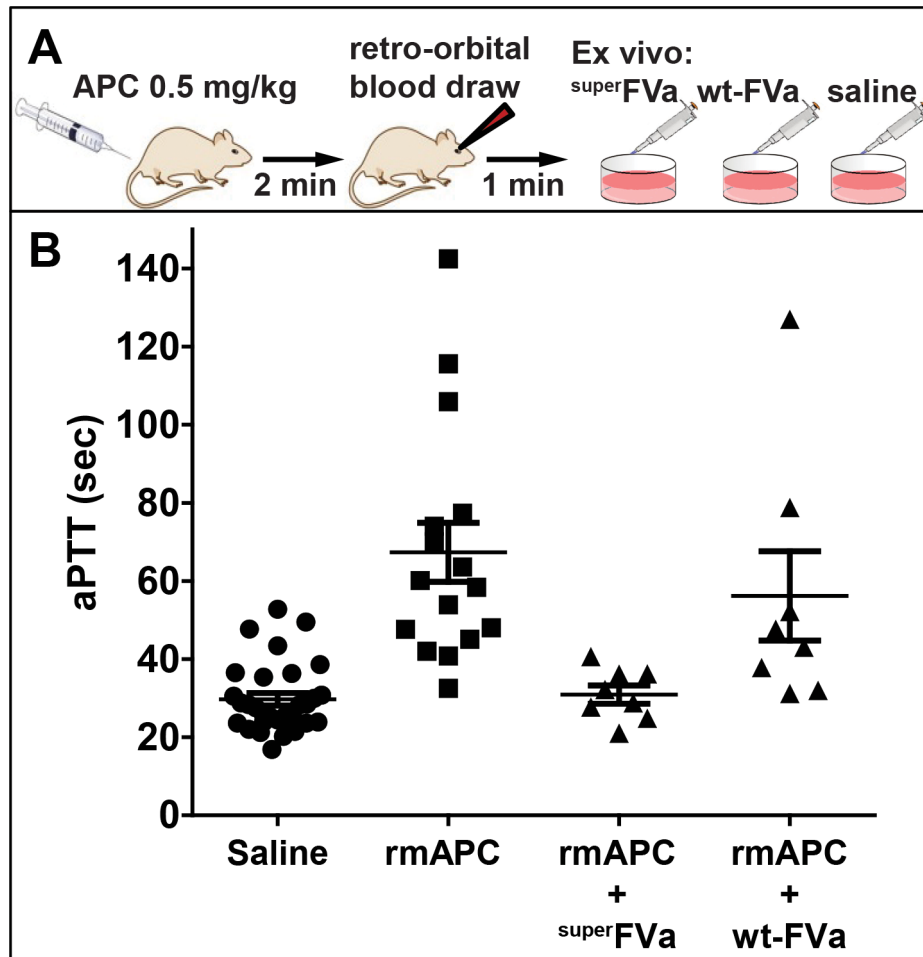 A
APC 0.5 mg/kg
2 min
retro-orbital
blood draw
1 min
Ex vivo:
superFVa wt-FVa saline
B
aPTT (sec)
140
120
100
80
60
40
20
0
Saline
rmAPC
rmAPC
+
superFVa
rmAPC
+
wt-FVa